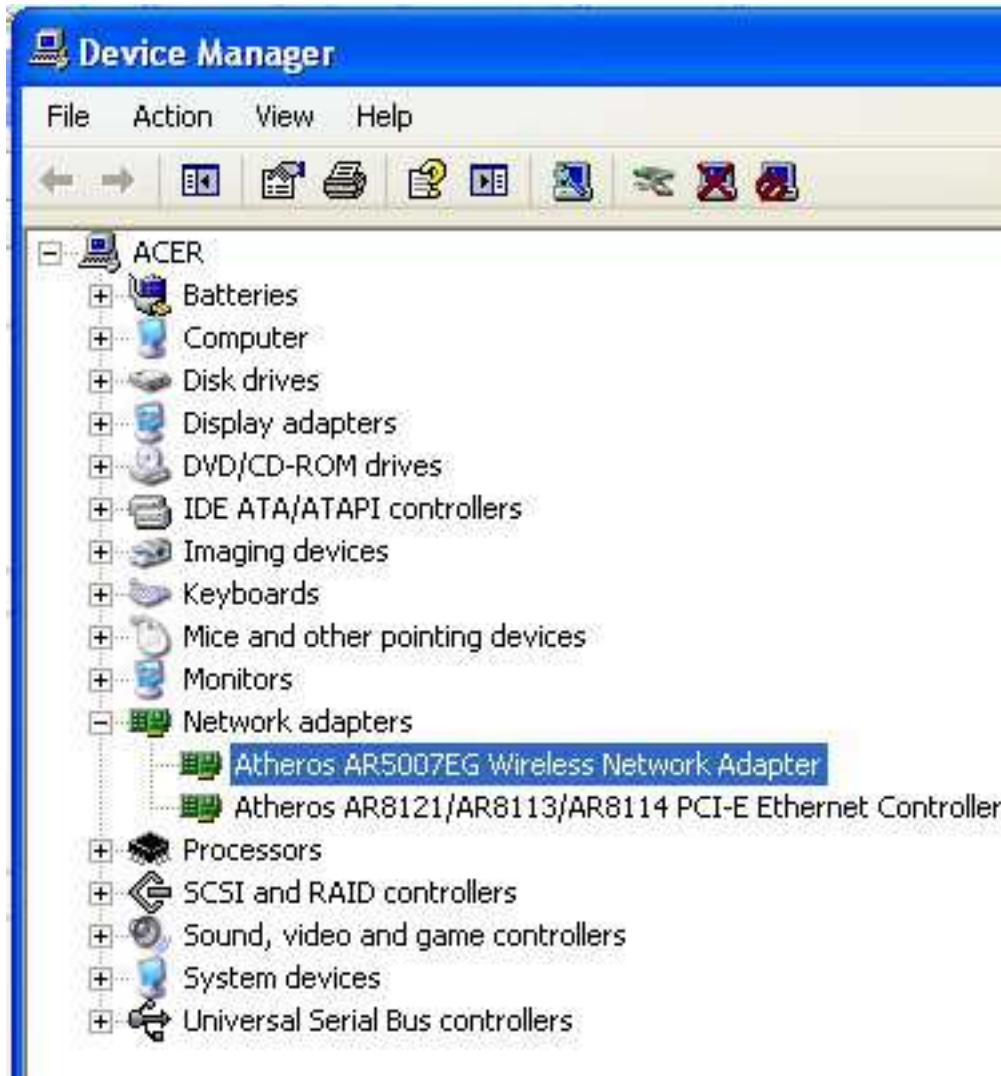 Device Manager
File Action View Help
ACER
Batteries
Computer
Disk drives
Display adapters
DVD/CD-ROM drives
IDE ATA/ATAPI controllers
Imaging devices
Keyboards
Mice and other pointing devices
Monitors
Network adapters
Atheros AR5007EG Wireless Network Adapter
Atheros AR8121/AR8113/AR8114 PCI-E Ethernet Controller
Processors
SCSI and RAID controllers
Sound, video and game controllers
System devices
Universal Serial Bus controllers